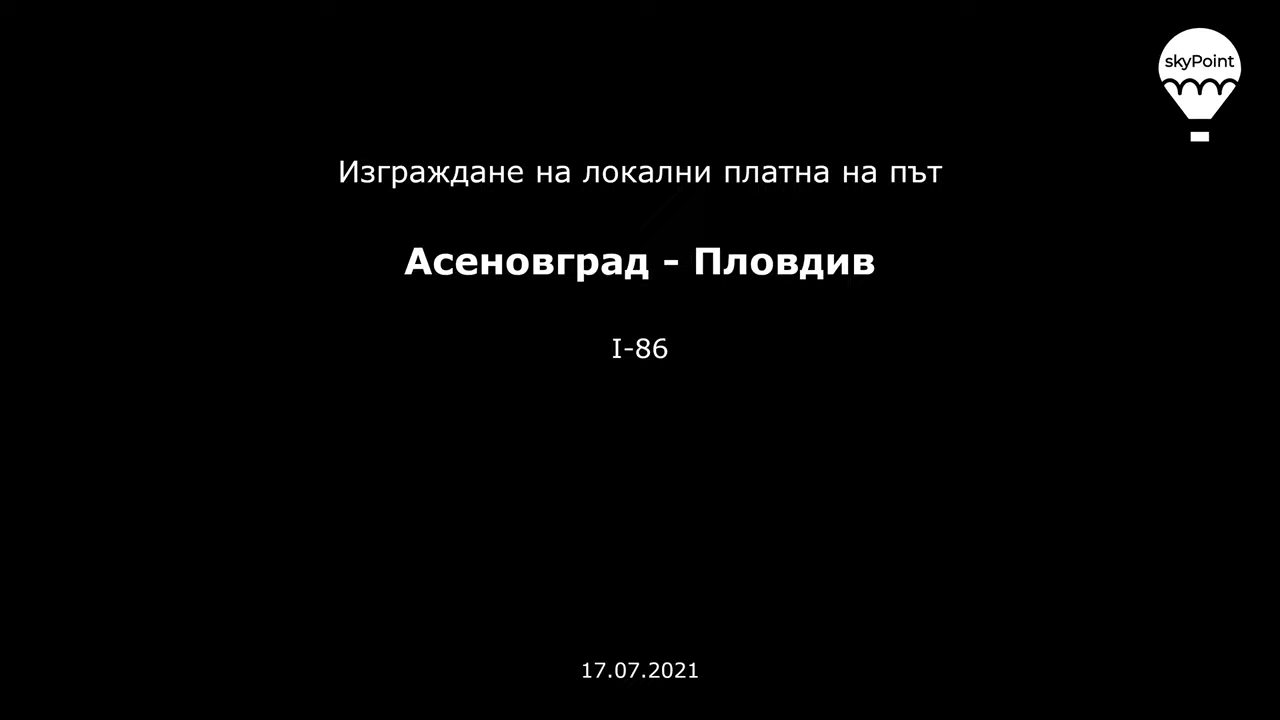 skyPoint
Изграждане на локални платна на път
Асеновград - Пловдив
I-86
17.07.2021